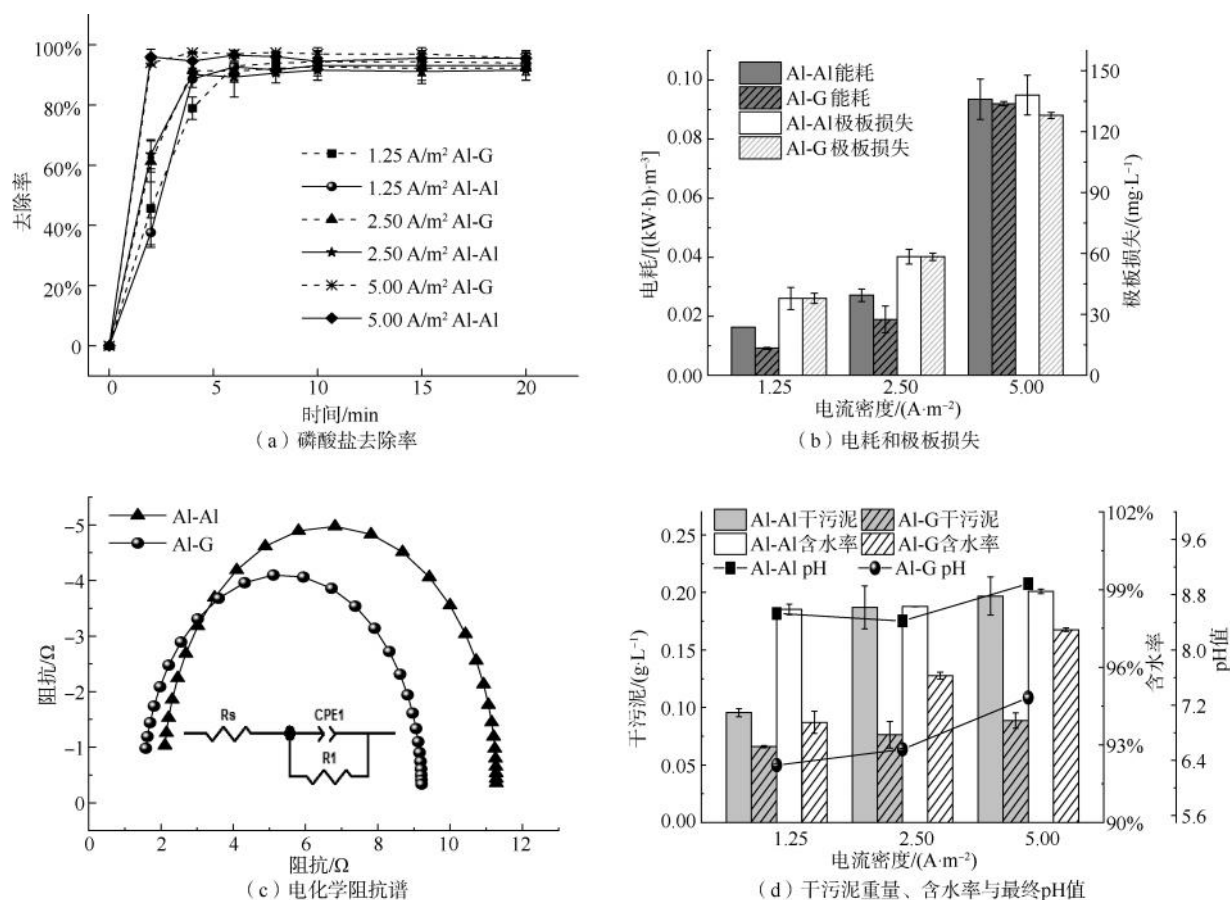 100%
80%
60%
40%
20%
0
去除率
1.25 A/m² Al-G
1.25 A/m² Al-Al
2.50 A/m² Al-G
2.50 A/m² Al-Al
5.00 A/m² Al-G
5.00 A/m² Al-Al
0 5 10 15 20
时间/min
(a)磷酸盐去除率
0.10
0.08
0.06
0.04
0.02
0.00
电耗/[(kW·h)·m⁻³]
Al-Al能耗
Al-G能耗
Al-Al极板损失
Al-G极板损失
150
120
90
60
30
0
极板损失/(mg·L⁻¹)
1.25 2.50 5.00
电流密度/(A·m⁻²)
(b)电耗和极板损失
-5
-4
-3
-2
-1
0
阻抗/Ω
Al-Al
Al-G
Rs CPE1
R1
0 2 4 6 8 10 12
阻抗/Ω
(c)电化学阻抗谱
0.25
0.20
0.15
0.10
0.05
0.00
干污泥/(g·L⁻¹)
Al-Al干污泥 Al-G干污泥
Al-Al含水率 Al-G含水率
Al-Al pH Al-G pH
102%
99%
96%
93%
90%
含水率
9.6
8.8
8.0
7.2
6.4
5.6
pH值
1.25 2.50 5.00
电流密度/(A·m⁻²)
(d)干污泥重量、含水率与最终pH值